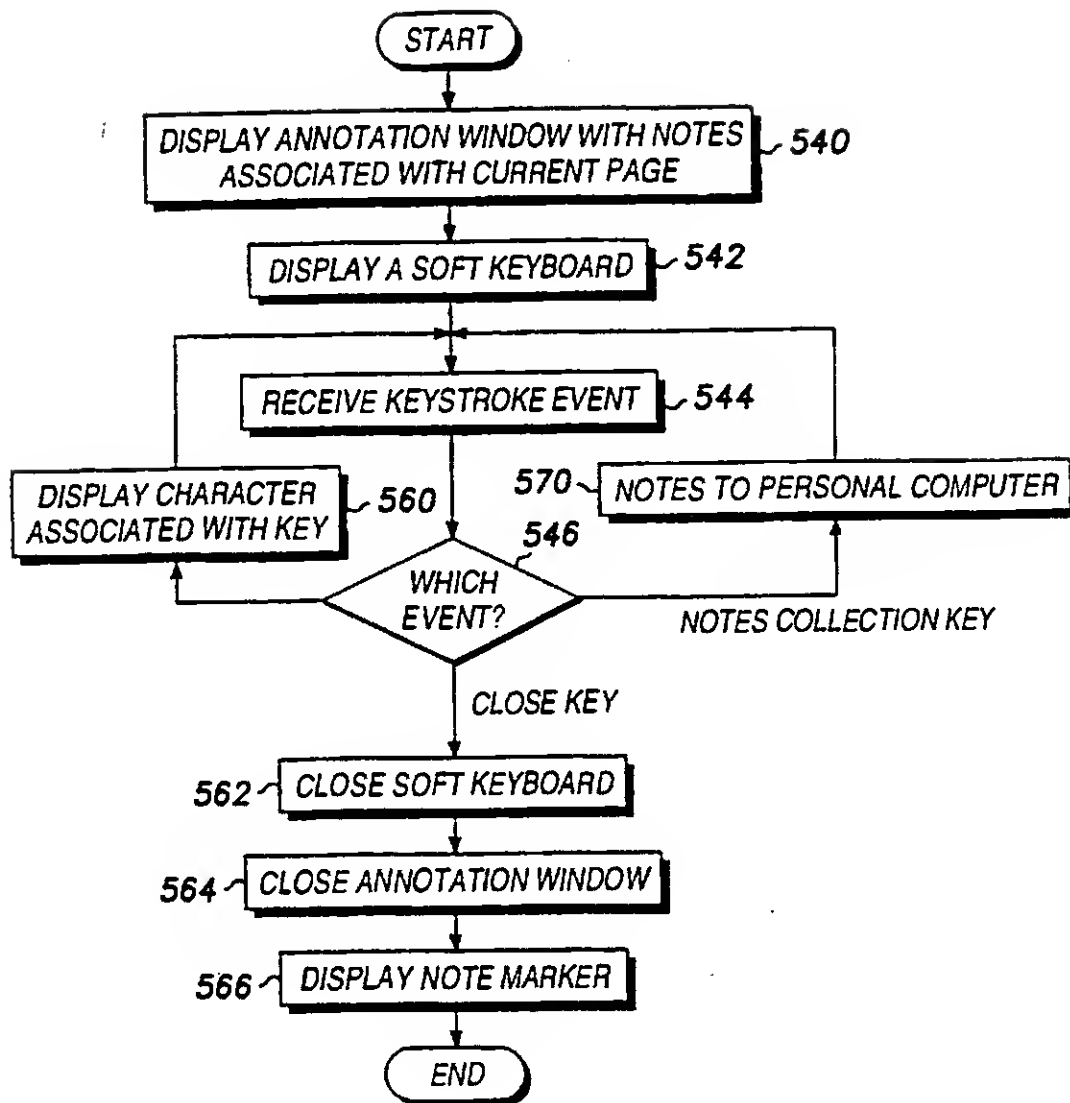 START
DISPLAY ANNOTATION WINDOW WITH NOTES
ASSOCIATED WITH CURRENT PAGE
540
DISPLAY A SOFT KEYBOARD
542
RECEIVE KEYSTROKE EVENT
544
DISPLAY CHARACTER
ASSOCIATED WITH KEY
560
570
NOTES TO PERSONAL COMPUTER
546
WHICH
EVENT?
NOTES COLLECTION KEY
CLOSE KEY
562
CLOSE SOFT KEYBOARD
564
CLOSE ANNOTATION WINDOW
566
DISPLAY NOTE MARKER
END